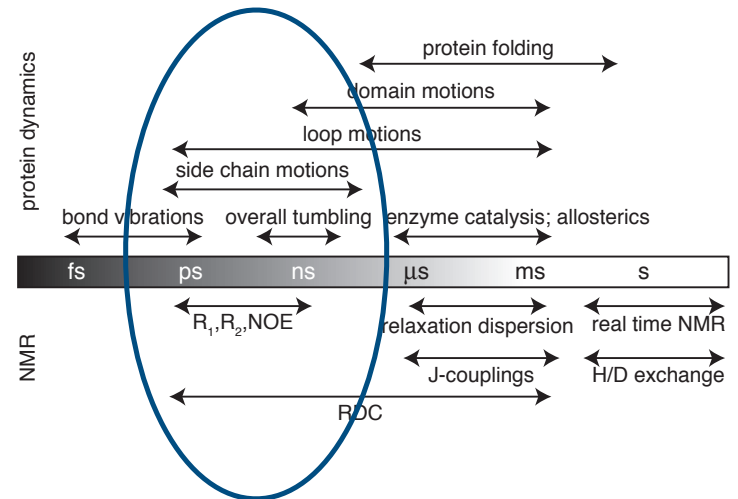 protein dynamics
protein folding
domain motions
loop motions
side chain motions
bond vibrations overall tumbling enzyme catalysis; allosterics
fs ps ns µs ms s
NMR
R₁,R₂,NOE relaxation dispersion real time NMR
J-couplings H/D exchange
RDC